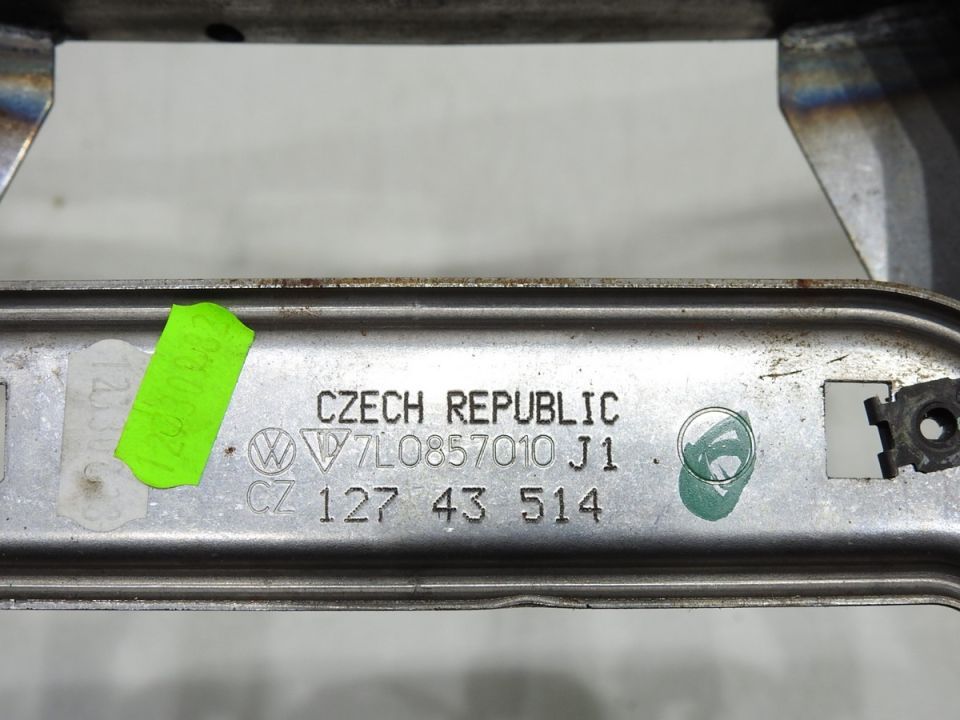 CZECH REPUBLIC
7L0857010 J1
CZ 127 43 514